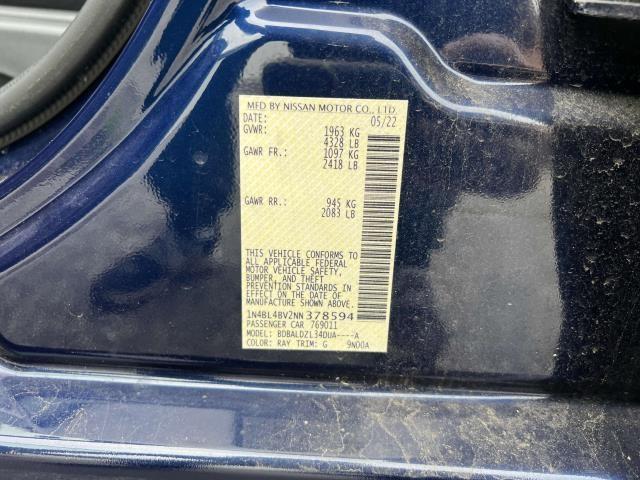 MFD BY NISSAN MOTOR CO., LTD.
DATE: 05/22
GVWR: 1963 KG
4328 LB
GAWR FR.: 1097 KG
2418 LB
GAWR RR.: 945 KG
2083 LB
THIS VEHICLE CONFORMS TO
ALL APPLICABLE FEDERAL
MOTOR VEHICLE SAFETY,
BUMPER, AND THEFT
PREVENTION STANDARDS IN
EFFECT ON THE DATE OF
MANUFACTURE SHOWN ABOVE.
1N4BL4BV2NN378594
PASSENGER CAR 769011
MODEL: BDBALDZL34DUA----A
COLOR: RAY TRIM: G 9N00A